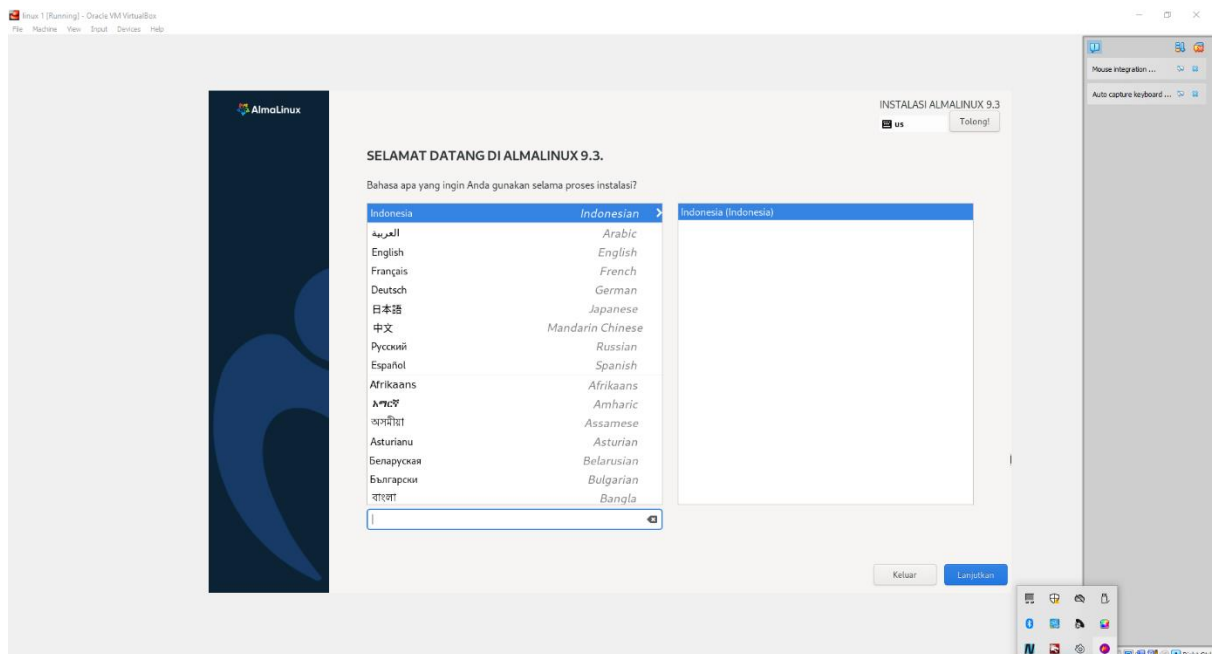 linux 1 [Running] - Oracle VM VirtualBox
File Machine View Input Devices Help
Mouse integration ...
Auto capture keyboard ...
AlmaLinux
INSTALASI ALMALINUX 9.3
us
Tolong!
SELAMAT DATANG DI ALMALINUX 9.3.
Bahasa apa yang ingin Anda gunakan selama proses instalasi?
Indonesia Indonesian
Indonesia (Indonesia)
العربية Arabic
English English
Français French
Deutsch German
日本語 Japanese
中文 Mandarin Chinese
Русский Russian
Español Spanish
Afrikaans Afrikaans
አማርኛ Amharic
অসমীয়া Assamese
Asturianu Asturian
Беларуская Belarusian
Български Bulgarian
বাংলা Bangla
Keluar
Lanjutkan